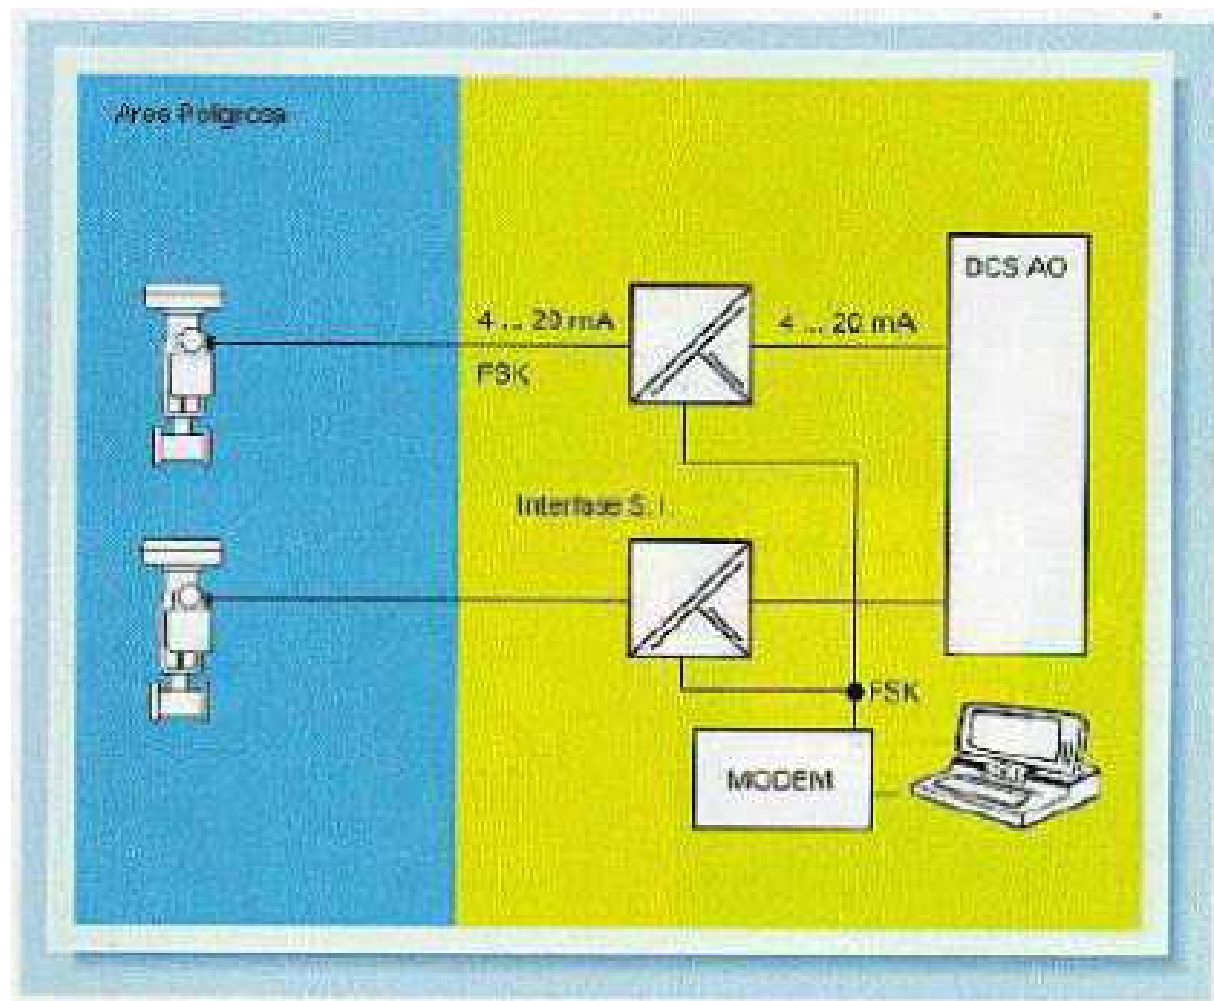 Area Peligrosa
DCS AO
4 ... 20 mA
4 ... 20 mA
FSK
Interfase S. I.
FSK
MODEM